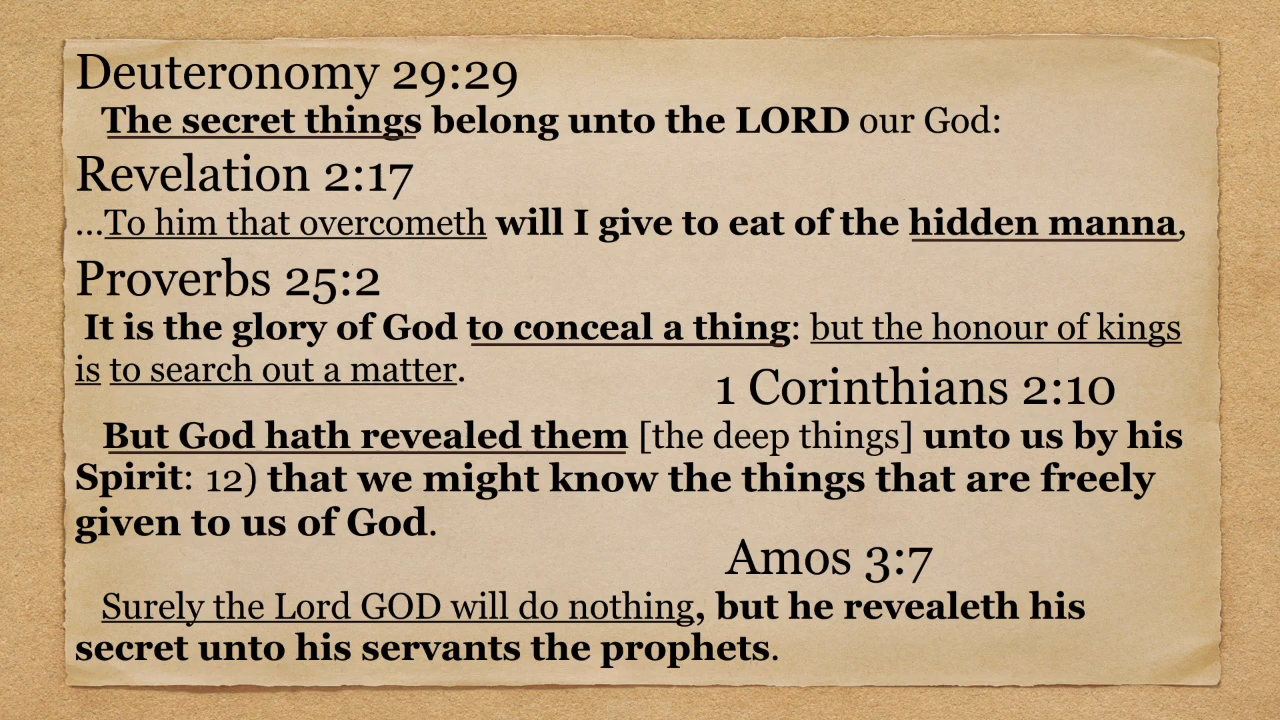 Deuteronomy 29:29
The secret things belong unto the LORD our God:
Revelation 2:17
...To him that overcometh will I give to eat of the hidden manna,
Proverbs 25:2
It is the glory of God to conceal a thing: but the honour of kings
is to search out a matter.
1 Corinthians 2:10
But God hath revealed them [the deep things] unto us by his
Spirit: 12) that we might know the things that are freely
given to us of God.
Amos 3:7
Surely the Lord GOD will do nothing, but he revealeth his
secret unto his servants the prophets.